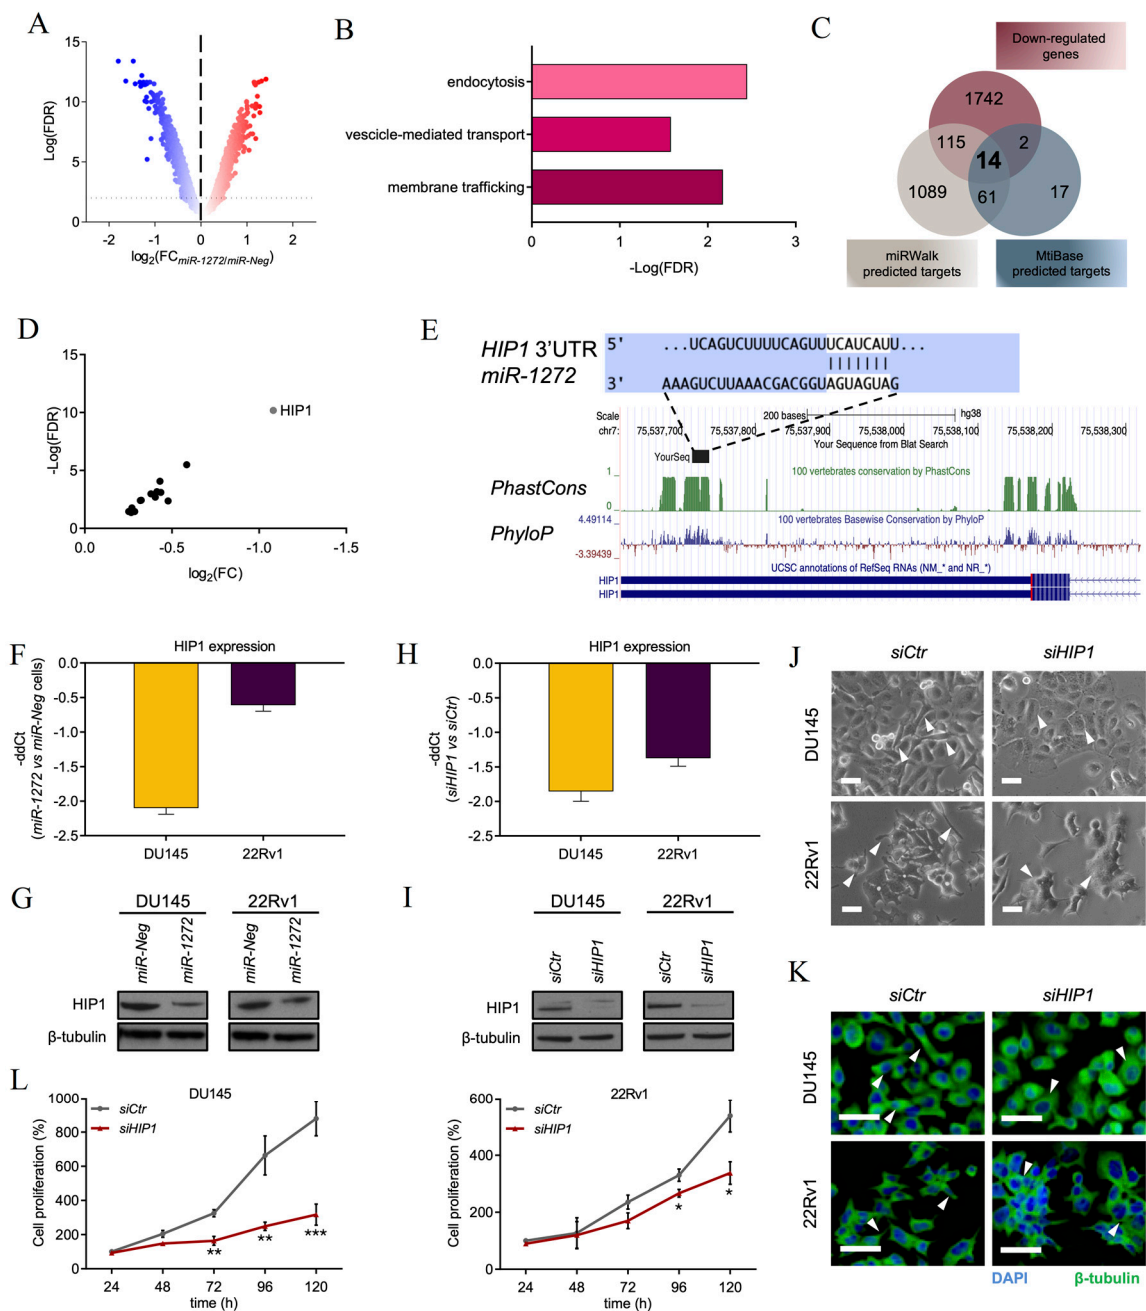 A
15
10
5
0
Log(FDR)
-2
-1
0
1
2
log2(FCmiR-1272/miR-Neg)
B
endocytosis
vescicle-mediated transport
membrane trafficking
0
1
2
3
-Log(FDR)
C
Down-regulated
genes
1742
115
14
2
1089
61
17
miRWalk
predicted targets
MtiBase
predicted targets
D
15
10
5
0
-Log(FDR)
HIP1
0.0
-0.5
-1.0
-1.5
log2(FC)
E
HIP1 3'UTR
miR-1272
5' ...UCAGUCUUUUCAGUUUCAUCAUU...
3' AAAGUCUUAAACGACGGUAGUAGUAG
Scale
200 bases
hg38
chr7:
75,537,700
75,537,800
75,537,900
75,538,000
75,538,100
75,538,200
75,538,300
Your Sequence from Blat Search
YourSeq
100 vertebrates conservation by PhastCons
PhastCons
1
0
100 vertebrates Basewise Conservation by PhyloP
4.49114
PhyloP
-3.39439
UCSC annotations of RefSeq RNAs (NM_* and NR_*)
HIP1
HIP1
F
HIP1 expression
0.0
-0.5
-1.0
-1.5
-2.0
-2.5
-ddCt
(miR-1272 vs miR-Neg cells)
DU145
22Rv1
H
HIP1 expression
0.0
-0.5
-1.0
-1.5
-2.0
-2.5
-ddCt
(siHIP1 vs siCtr)
DU145
22Rv1
J
siCtr
siHIP1
DU145
22Rv1
G
DU145
22Rv1
miR-Neg
miR-1272
miR-Neg
miR-1272
HIP1
β-tubulin
I
DU145
22Rv1
siCtr
siHIP1
siCtr
siHIP1
HIP1
β-tubulin
K
siCtr
siHIP1
DU145
22Rv1
DAPI
β-tubulin
L
DU145
siCtr
siHIP1
1000
800
600
400
200
0
Cell proliferation (%)
**
**
***
24
48
72
96
120
time (h)
22Rv1
siCtr
siHIP1
600
400
200
0
Cell proliferation (%)
*
*
24
48
72
96
120
time (h)